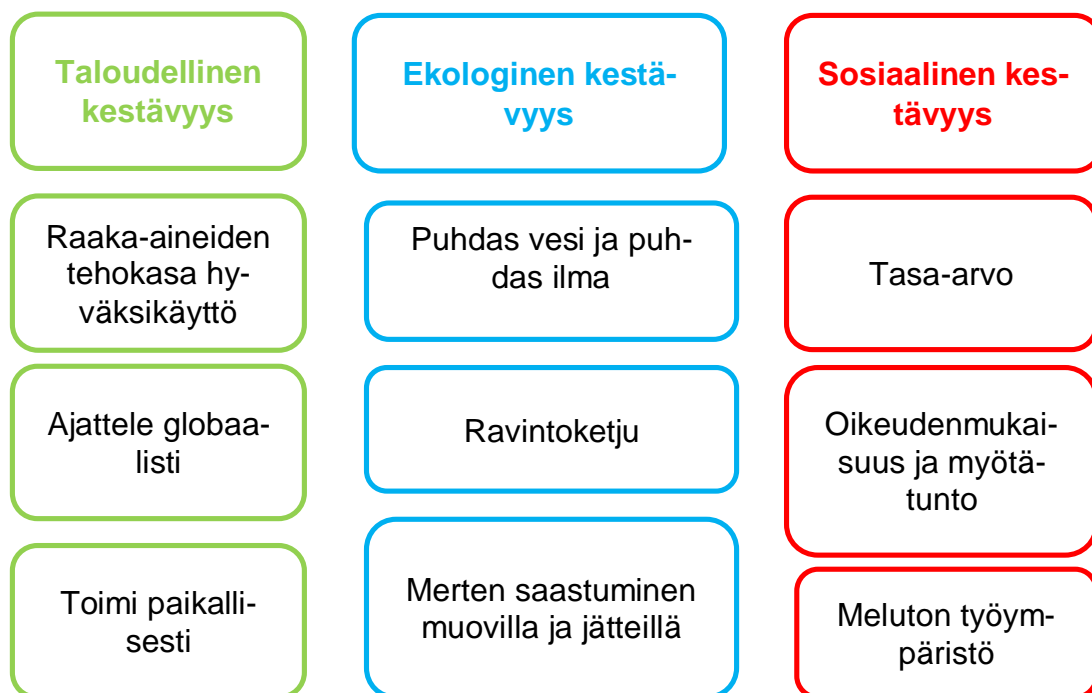 Taloudellinen
kestävyys
Ekologinen kestä-
vyys
Sosiaalinen kes-
tävyys
Raaka-aineiden
tehokasa hy-
väksikäyttö
Puhdas vesi ja puh-
das ilma
Tasa-arvo
Ajattele globaa-
listi
Ravintoketju
Oikeudenmukai-
suus ja myötä-
tunto
Toimi paikalli-
sesti
Merten saastuminen
muovilla ja jätteillä
Meluton työym-
päristö